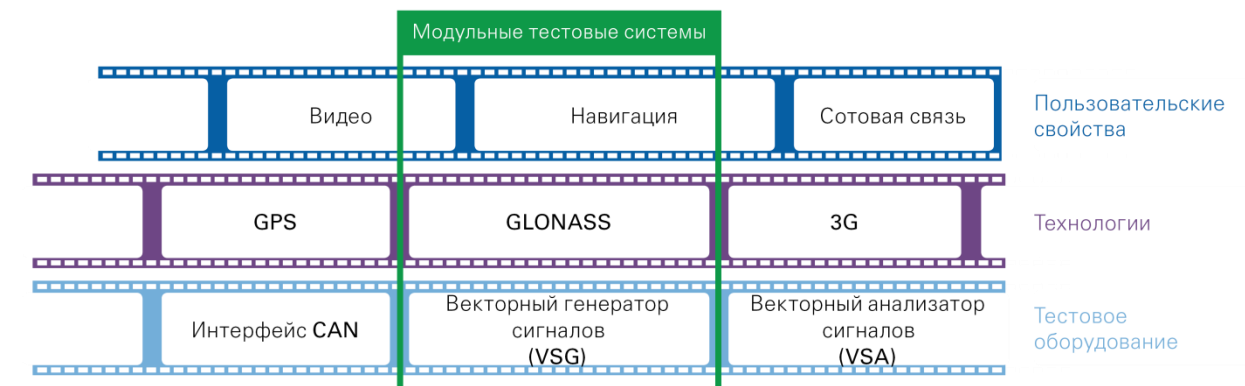 Модульные тестовые системы
Видео
Навигация
Сотовая связь
Пользовательские
свойства
GPS
GLONASS
3G
Технологии
Интерфейс CAN
Векторный генератор
сигналов
(VSG)
Векторный анализатор
сигналов
(VSA)
Тестовое
оборудование